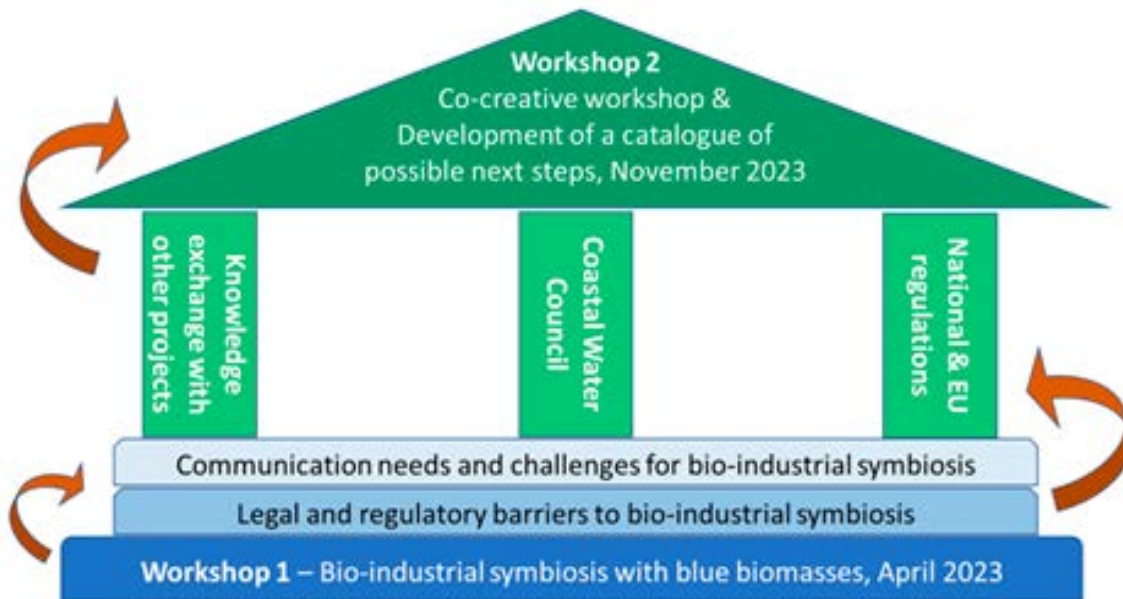 Workshop 2
Co-creative workshop &
Development of a catalogue of
possible next steps, November 2023
Knowledge
exchange with
other projects
Coastal Water
Council
National & EU
regulations
Communication needs and challenges for bio-industrial symbiosis
Legal and regulatory barriers to bio-industrial symbiosis
Workshop 1 – Bio-industrial symbiosis with blue biomasses, April 2023